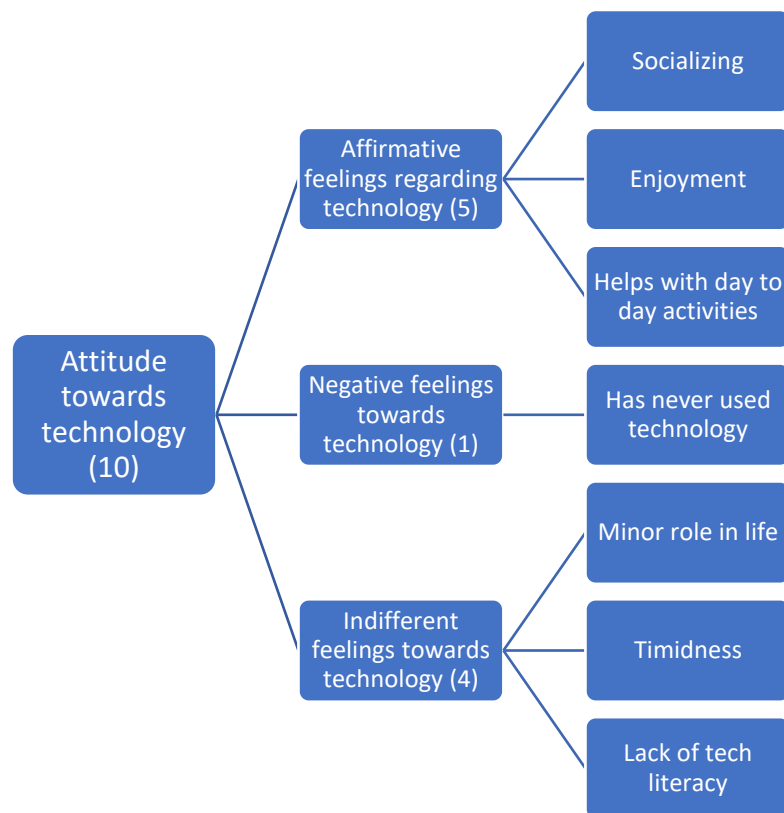 Attitude
towards
technology
(10)
Affirmative
feelings regarding
technology (5)
Socializing
Enjoyment
Helps with day to
day activities
Negative feelings
towards
technology (1)
Has never used
technology
Indifferent
feelings towards
technology (4)
Minor role in life
Timidness
Lack of tech
literacy